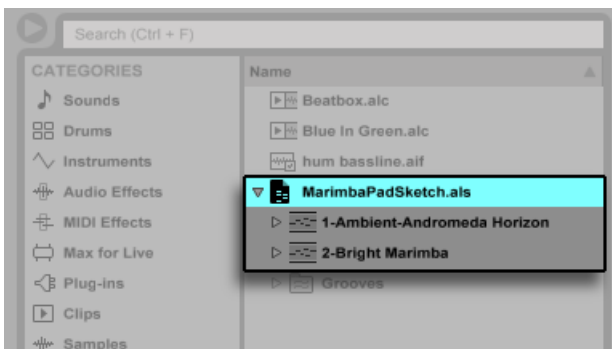 Search (Ctrl + F)
CATEGORIES
Sounds
Drums
Instruments
Audio Effects
MIDI Effects
Max for Live
Plug-ins
Clips
Samples
Name
Beatbox.alc
Blue In Green.alc
hum bassline.aif
MarimbaPadSketch.als
1-Ambient-Andromeda Horizon
2-Bright Marimba
Grooves